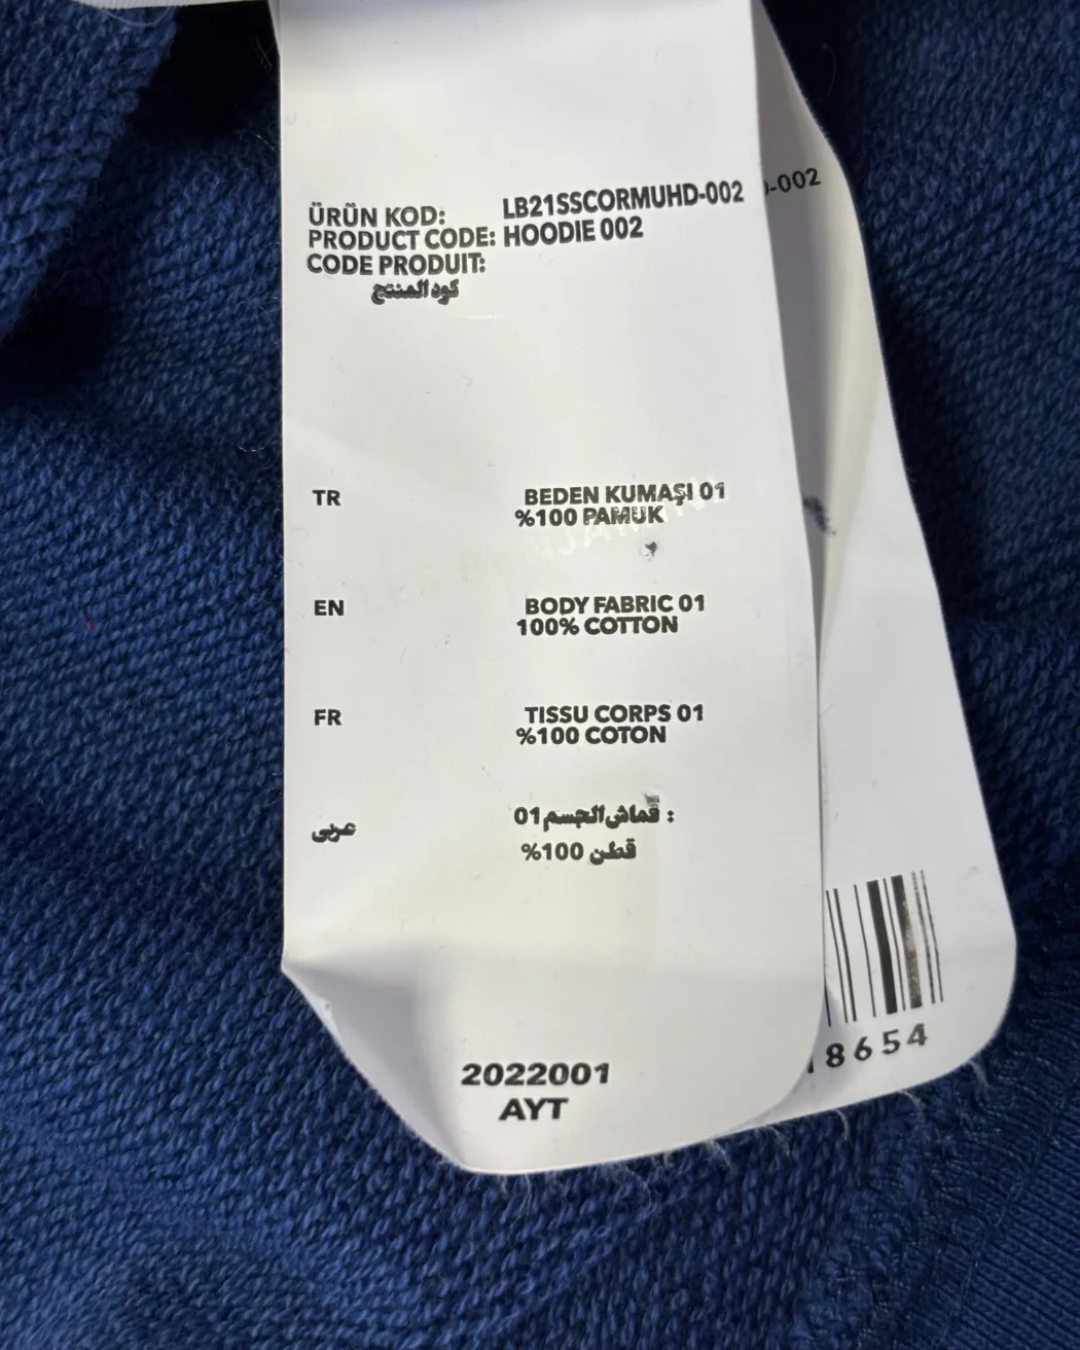 ÜRÜN KOD: LB21SSCORMUHD-002
PRODUCT CODE: HOODIE 002
CODE PRODUIT:
كود المنتج
TR BEDEN KUMAŞI 01
%100 PAMUK
EN BODY FABRIC 01
100% COTTON
FR TISSU CORPS 01
%100 COTON
عربى قماش الجسم 01 :
قطن 100%
2022001
AYT
-002
8654